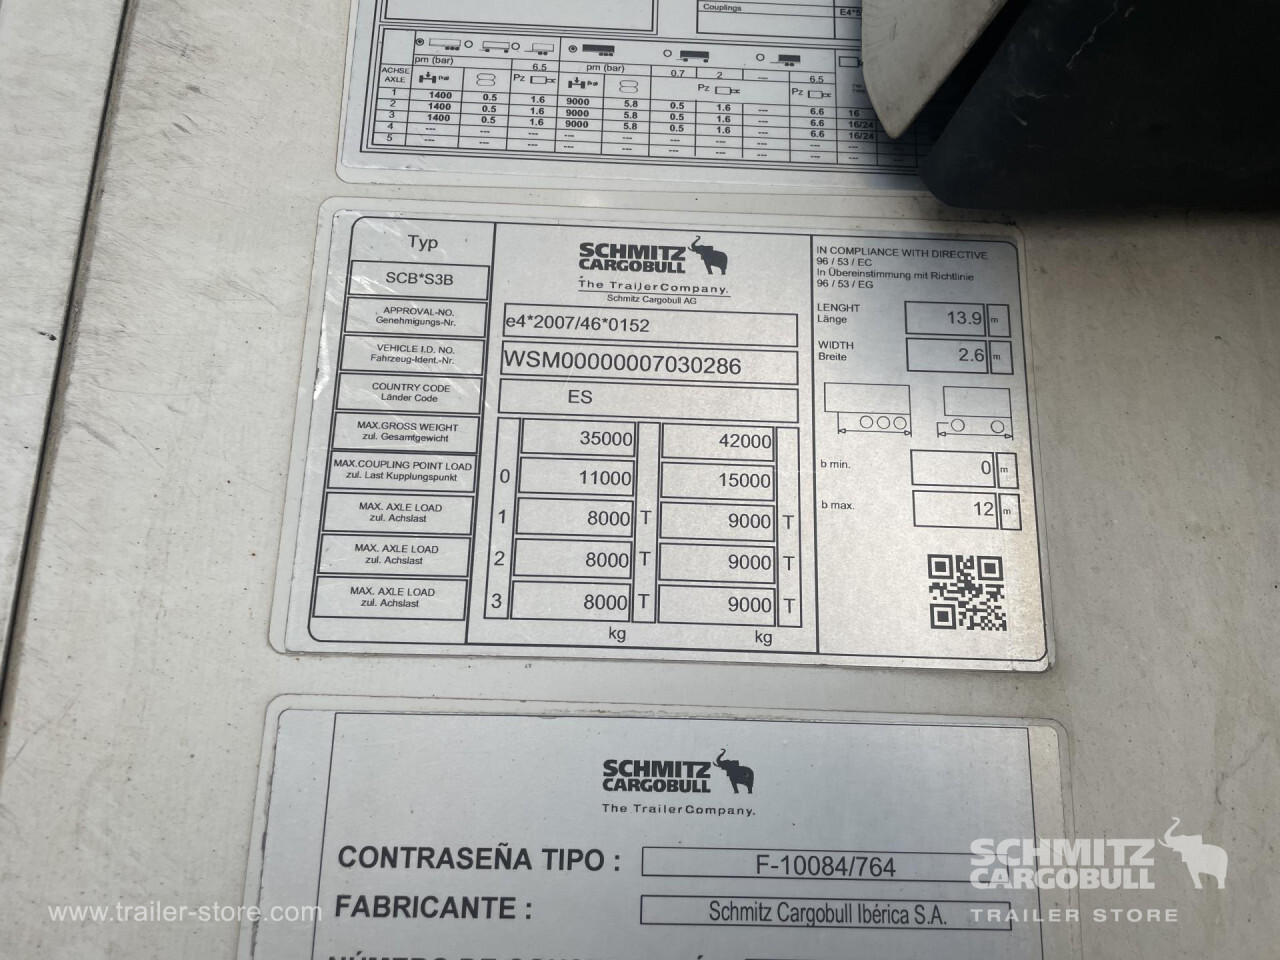 Couplings
pm (bar) 6.5 pm (bar) 0.7 2 --- 6.5
ACHSE
AXLE
Pz Pz Pz
1 1400 0.5 1.6 9000 5.8 0.5 1.6 --- 6.6 16
2 1400 0.5 1.6 9000 5.8 0.5 1.6 --- 6.6 16/24
3 1400 0.5 1.6 9000 5.8 0.5 1.6 --- 6.6 16/24
4 --- --- --- --- --- --- --- --- --- ---
5 --- --- --- --- --- --- --- --- --- ---
Typ
SCB*S3B
APPROVAL-NO.
Genehmigungs-Nr.
VEHICLE I.D. NO.
Fahrzeug-Ident.-Nr.
COUNTRY CODE
Länder Code
MAX.GROSS WEIGHT
zul. Gesamtgewicht
MAX.COUPLING POINT LOAD
zul. Last Kupplungspunkt
MAX. AXLE LOAD
zul. Achslast
MAX. AXLE LOAD
zul. Achslast
MAX. AXLE LOAD
zul. Achslast
SCHMITZ
CARGOBULL
The TrailerCompany.
Schmitz Cargobull AG
e4*2007/46*0152
WSM00000007030286
ES
35000 T 42000 T
0 11000 15000
1 8000 T 9000 T
2 8000 T 9000 T
3 8000 T 9000 T
kg kg
IN COMPLIANCE WITH DIRECTIVE
96 / 53 / EC
In Übereinstimmung mit Richtlinie
96 / 53 / EG
LENGHT
Länge
13.9 m
WIDTH
Breite
2.6 m
b min. 0 m
b max. 12 m
SCHMITZ
CARGOBULL
The TrailerCompany.
CONTRASEÑA TIPO : F-10084/764
FABRICANTE : Schmitz Cargobull Ibérica S.A.
www.trailer-store.com
SCHMITZ
CARGOBULL
TRAILER STORE